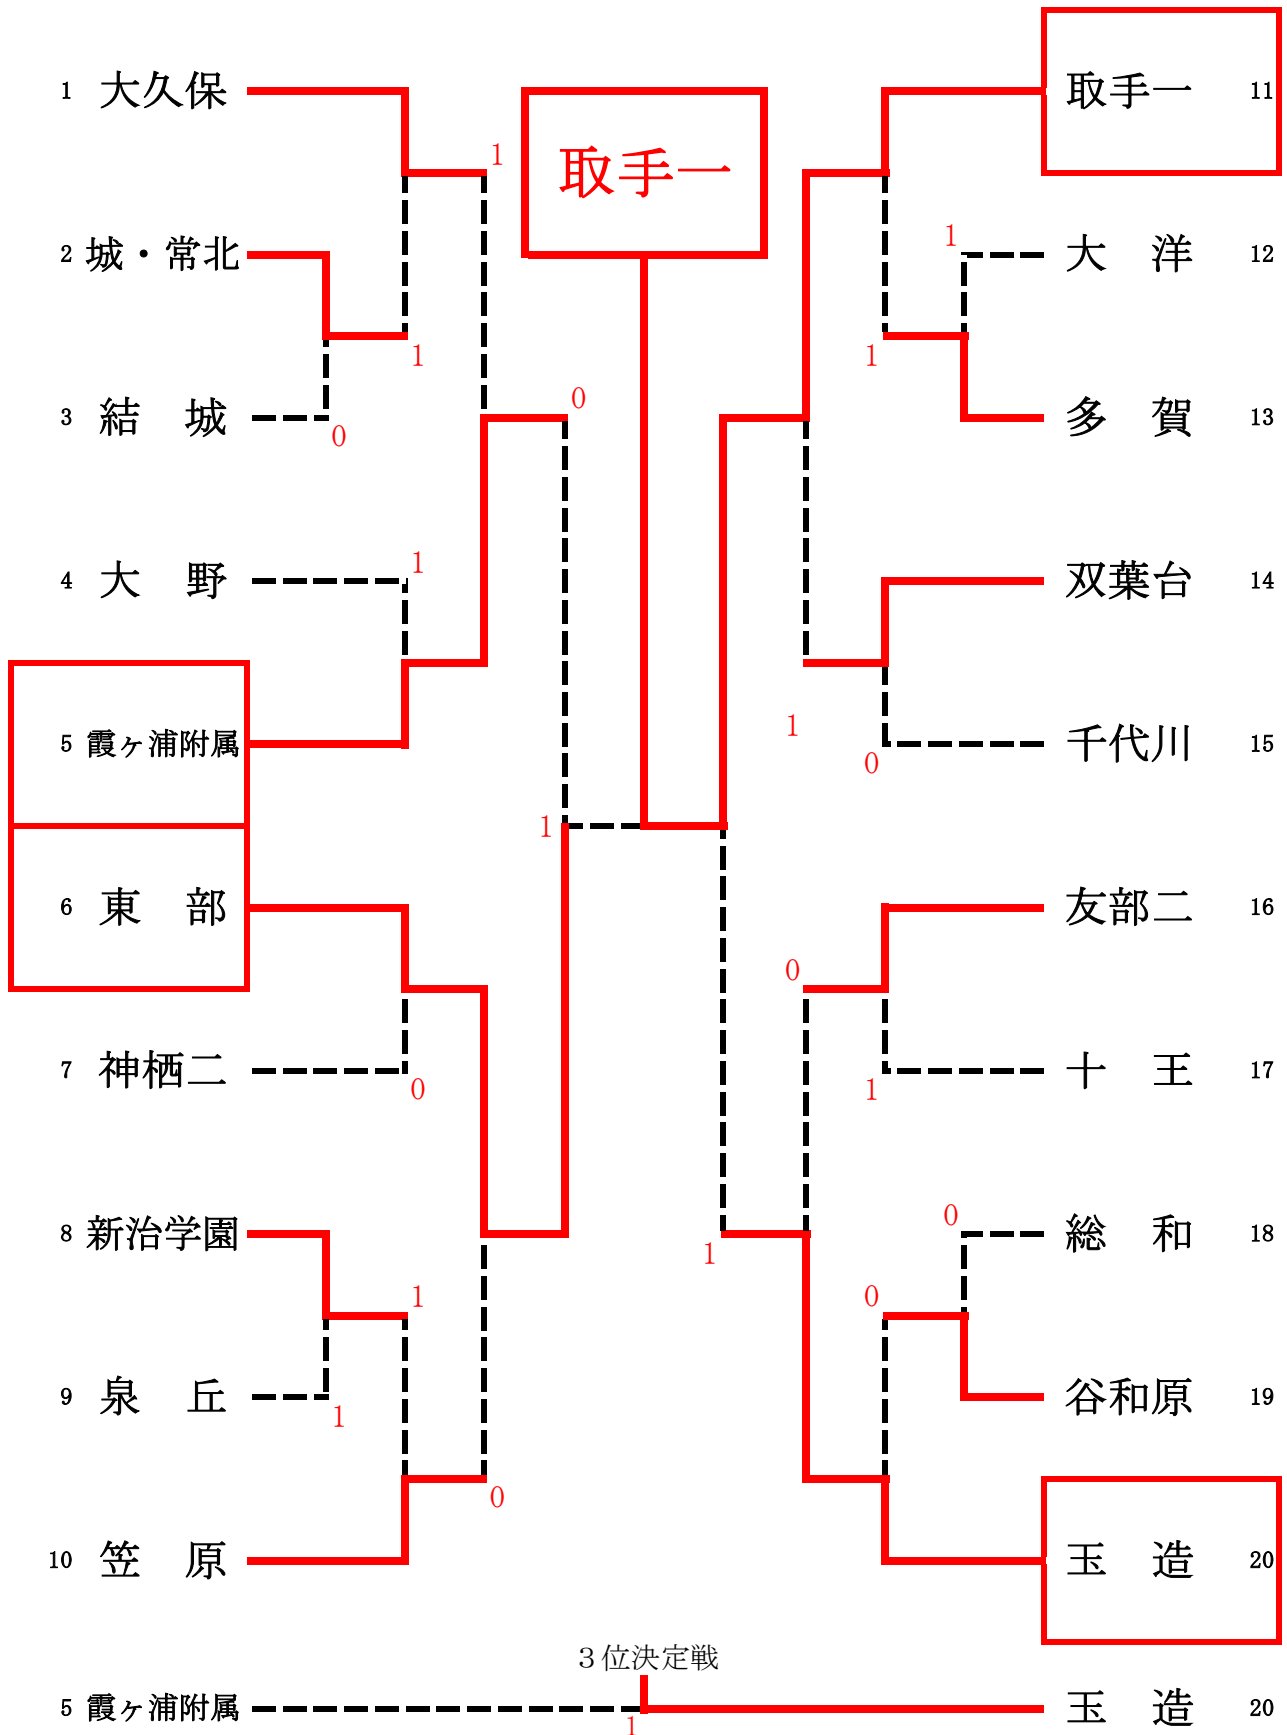 1 大久保
1
取手一
取手一 11
2 城・常北
1
大 洋 12
1
1
0
3 結 城
0
多 賀 13
1
4 大 野
双葉台 14
1
5 霞ヶ浦附属
0
千代川 15
1
6 東 部
友部二 16
0
7 神栖二
0
1
十 王 17
0
8 新治学園
1
総 和 18
1
0
9 泉 丘
1
谷和原 19
0
10 笠 原
玉 造 20
3位決定戦
5 霞ヶ浦附属
1
玉 造 20